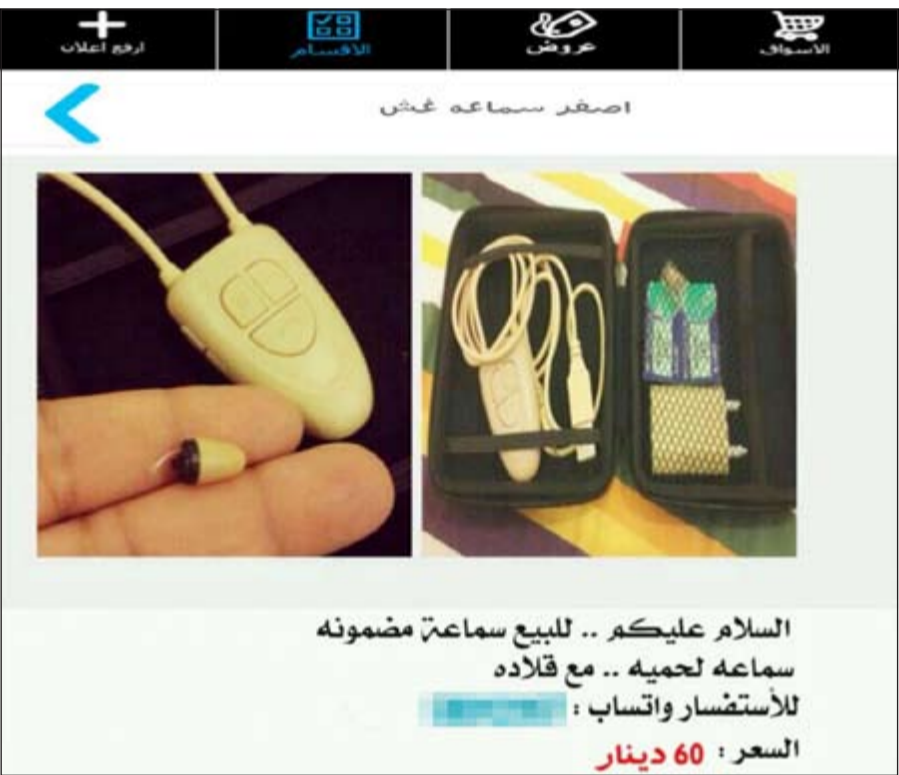 الاسواق
عروض
الاقسام
ارفع اعلان
اصغر سماعه غش
السلام عليكم .. للبيع سماعة مضمونه
سماعه لحميه .. مع قلاده
للأستفسار واتساب :
السعر : 60 دينار